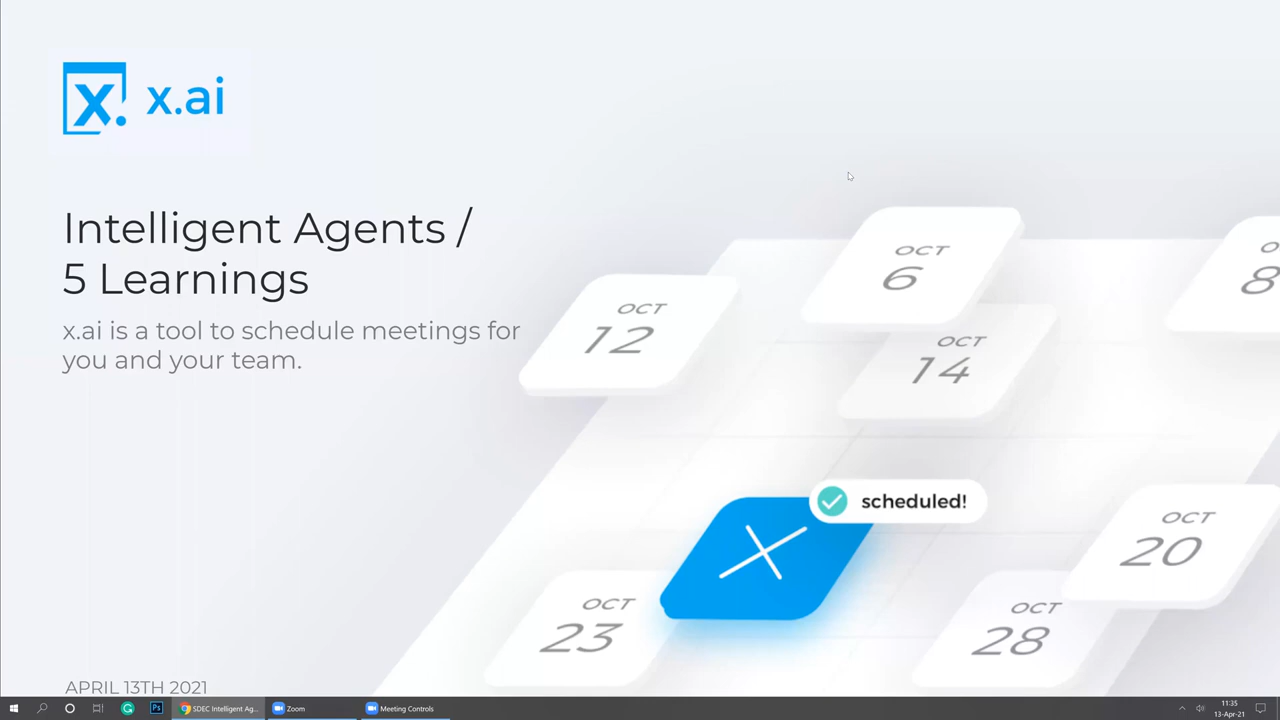 x.ai
Intelligent Agents /
5 Learnings
x.ai is a tool to schedule meetings for
you and your team.
OCT
6
OCT
8
OCT
12
OCT
14
scheduled!
OCT
20
OCT
23
OCT
28
APRIL 13TH 2021
SDEC Intelligent Ag...
Zoom
Meeting Controls
11:35
13-Apr-21